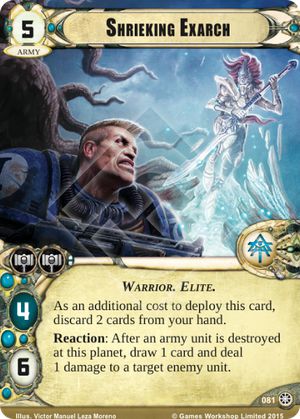 5
ARMY
Shrieking Exarch
4
6
Warrior. Elite.
As an additional cost to deploy this card,
discard 2 cards from your hand.
Reaction: After an army unit is destroyed
at this planet, draw 1 card and deal
1 damage to a target enemy unit.
081
Illus. Victor Manuel Leza Moreno
© Games Workshop Limited 2015